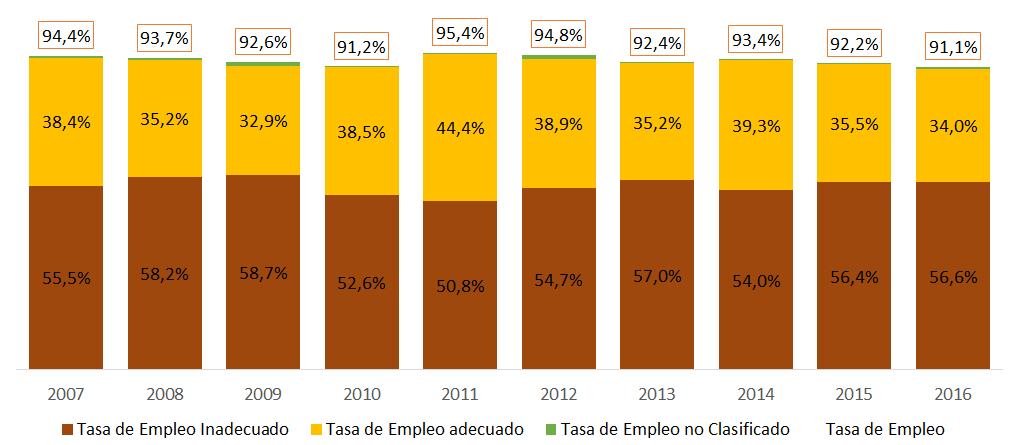 94,4% 93,7% 92,6% 91,2% 95,4% 94,8% 92,4% 93,4% 92,2% 91,1%
38,4% 35,2% 32,9% 38,5% 44,4% 38,9% 35,2% 39,3% 35,5% 34,0%
55,5% 58,2% 58,7% 52,6% 50,8% 54,7% 57,0% 54,0% 56,4% 56,6%
2007 2008 2009 2010 2011 2012 2013 2014 2015 2016
Tasa de Empleo Inadecuado Tasa de Empleo adecuado Tasa de Empleo no Clasificado Tasa de Empleo